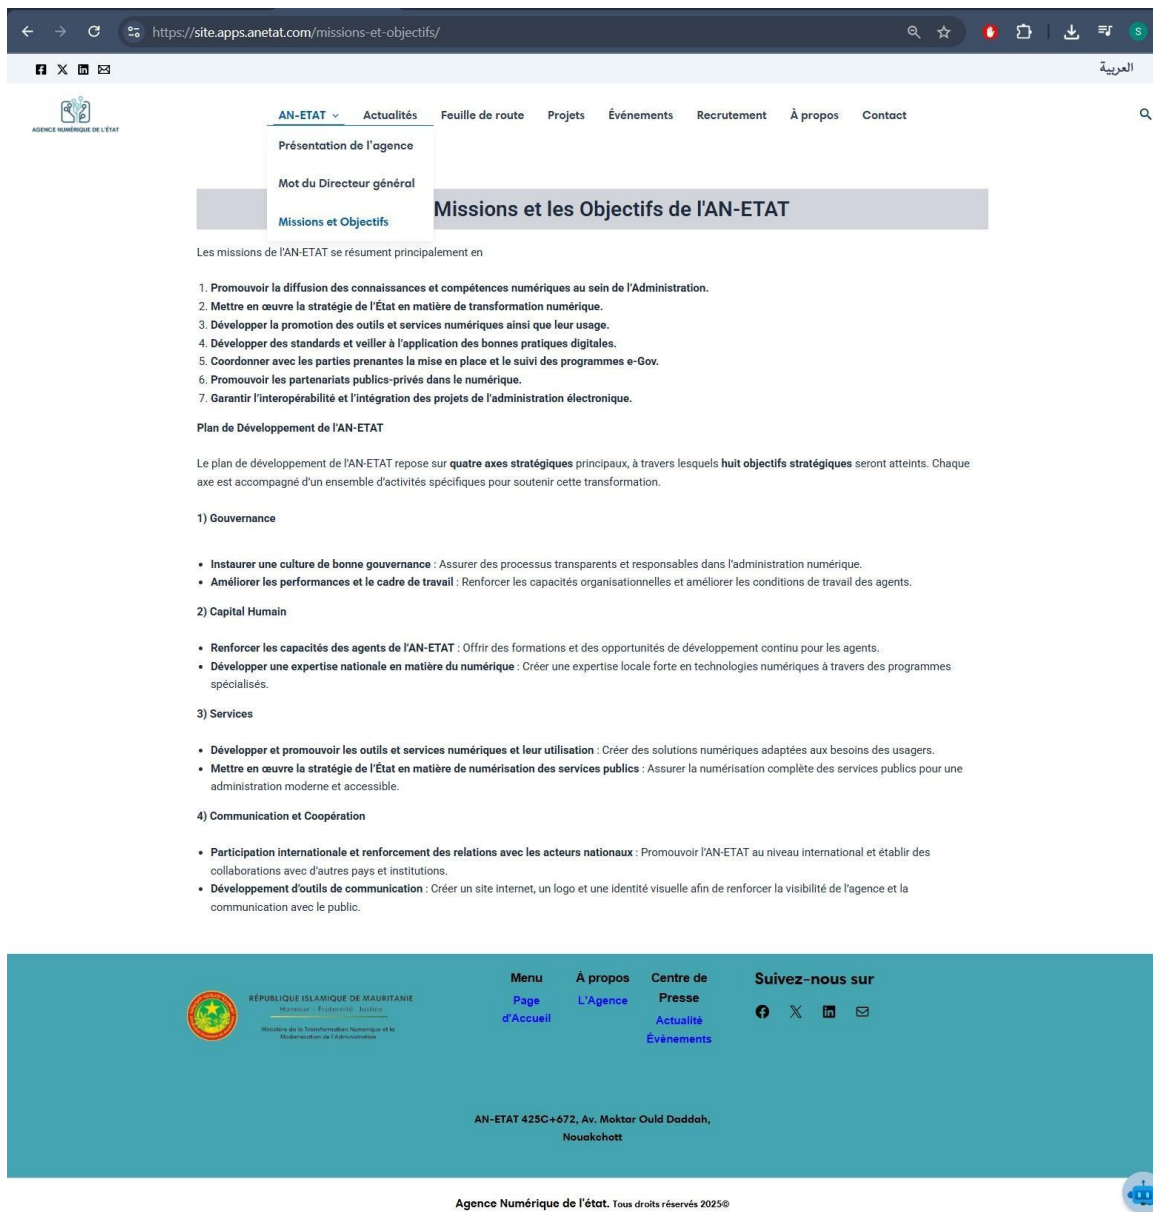 https://site.apps.anetat.com/missions-et-objectifs/
S
العربية
AGENCE NUMÉRIQUE DE L'ÉTAT
AN-ETAT Actualités Feuille de route Projets Événements Recrutement À propos Contact
Présentation de l'agence
Mot du Directeur général
Missions et Objectifs
Missions et les Objectifs de l'AN-ETAT
Les missions de l'AN-ETAT se résument principalement en
1. Promouvoir la diffusion des connaissances et compétences numériques au sein de l'Administration.
2. Mettre en œuvre la stratégie de l'État en matière de transformation numérique.
3. Développer la promotion des outils et services numériques ainsi que leur usage.
4. Développer des standards et veiller à l'application des bonnes pratiques digitales.
5. Coordonner avec les parties prenantes la mise en place et le suivi des programmes e-Gov.
6. Promouvoir les partenariats publics-privés dans le numérique.
7. Garantir l'interopérabilité et l'intégration des projets de l'administration électronique.
Plan de Développement de l'AN-ETAT
Le plan de développement de l'AN-ETAT repose sur quatre axes stratégiques principaux, à travers lesquels huit objectifs stratégiques seront atteints. Chaque
axe est accompagné d'un ensemble d'activités spécifiques pour soutenir cette transformation.
1) Gouvernance
• Instaurer une culture de bonne gouvernance : Assurer des processus transparents et responsables dans l'administration numérique.
• Améliorer les performances et le cadre de travail : Renforcer les capacités organisationnelles et améliorer les conditions de travail des agents.
2) Capital Humain
• Renforcer les capacités des agents de l'AN-ETAT : Offrir des formations et des opportunités de développement continu pour les agents.
• Développer une expertise nationale en matière du numérique : Créer une expertise locale forte en technologies numériques à travers des programmes
spécialisés.
3) Services
• Développer et promouvoir les outils et services numériques et leur utilisation : Créer des solutions numériques adaptées aux besoins des usagers.
• Mettre en œuvre la stratégie de l'État en matière de numérisation des services publics : Assurer la numérisation complète des services publics pour une
administration moderne et accessible.
4) Communication et Coopération
• Participation internationale et renforcement des relations avec les acteurs nationaux : Promouvoir l'AN-ETAT au niveau international et établir des
collaborations avec d'autres pays et institutions.
• Développement d'outils de communication : Créer un site internet, un logo et une identité visuelle afin de renforcer la visibilité de l'agence et la
communication avec le public.
RÉPUBLIQUE ISLAMIQUE DE MAURITANIE
Honneur - Fraternité - Justice
Ministère de la Transformation Numérique et la
Modernisation de l'Administration
Menu
Page
d'Accueil
À propos
L'Agence
Centre de
Presse
Actualité
Événements
Suivez-nous sur
AN-ETAT 425C+672, Av. Moktar Ould Daddah,
Nouakchott
Agence Numérique de l'état. Tous droits réservés 2025©